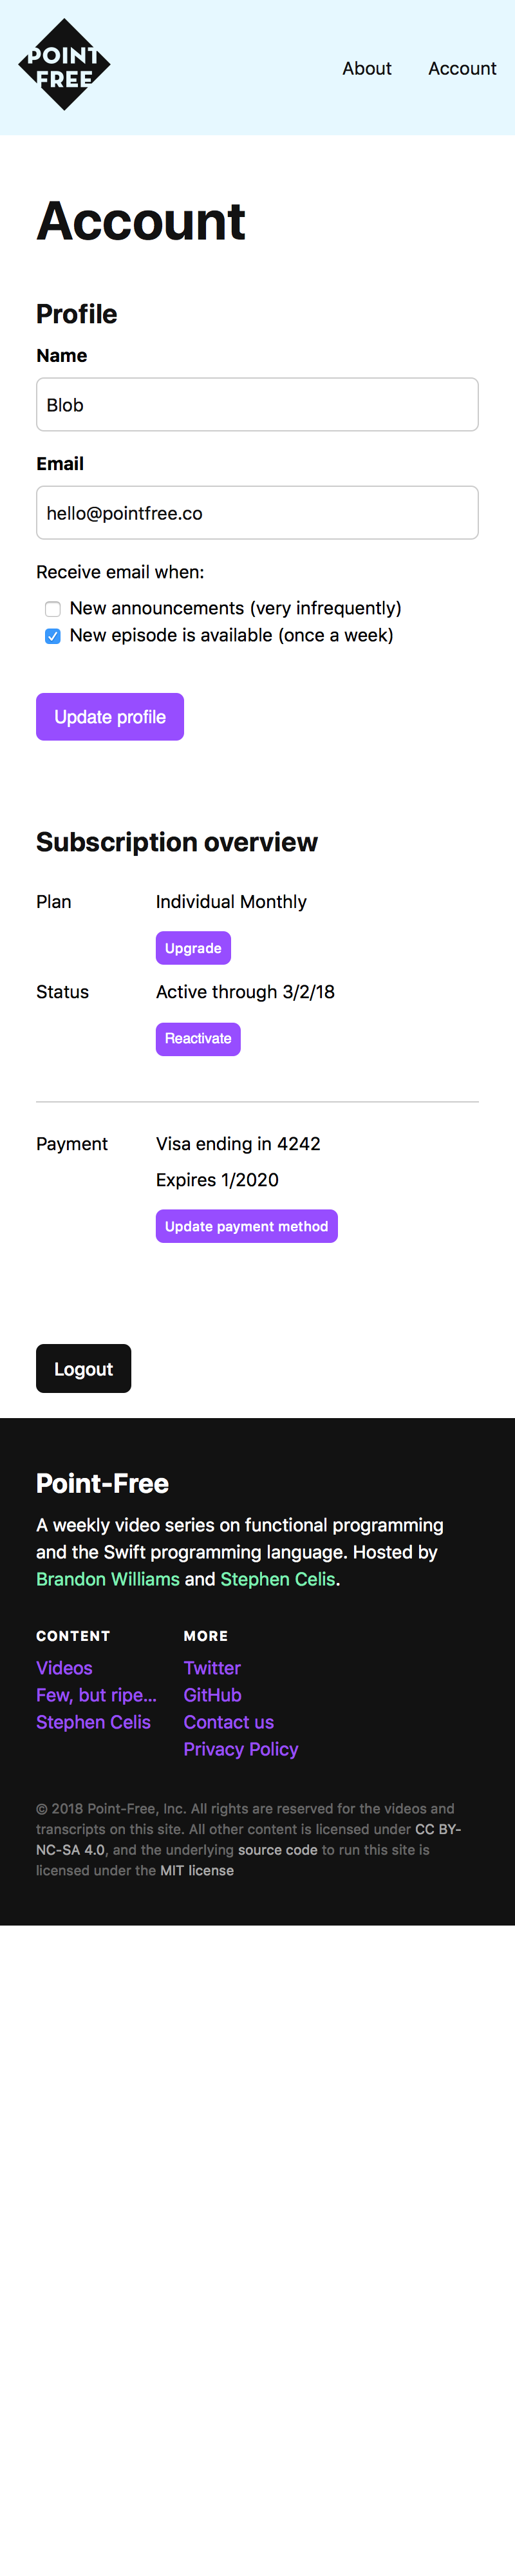 POINT
FREE
About
Account
Account
Profile
Name
Blob
Email
hello@pointfree.co
Receive email when:
New announcements (very infrequently)
New episode is available (once a week)
Update profile
Subscription overview
Plan
Individual Monthly
Upgrade
Status
Active through 3/2/18
Reactivate
Payment
Visa ending in 4242
Expires 1/2020
Update payment method
Logout
Point-Free
A weekly video series on functional programming
and the Swift programming language. Hosted by
Brandon Williams and Stephen Celis.
CONTENT
Videos
Few, but ripe...
Stephen Celis
MORE
Twitter
GitHub
Contact us
Privacy Policy
© 2018 Point-Free, Inc. All rights are reserved for the videos and
transcripts on this site. All other content is licensed under CC BY-
NC-SA 4.0, and the underlying source code to run this site is
licensed under the MIT license